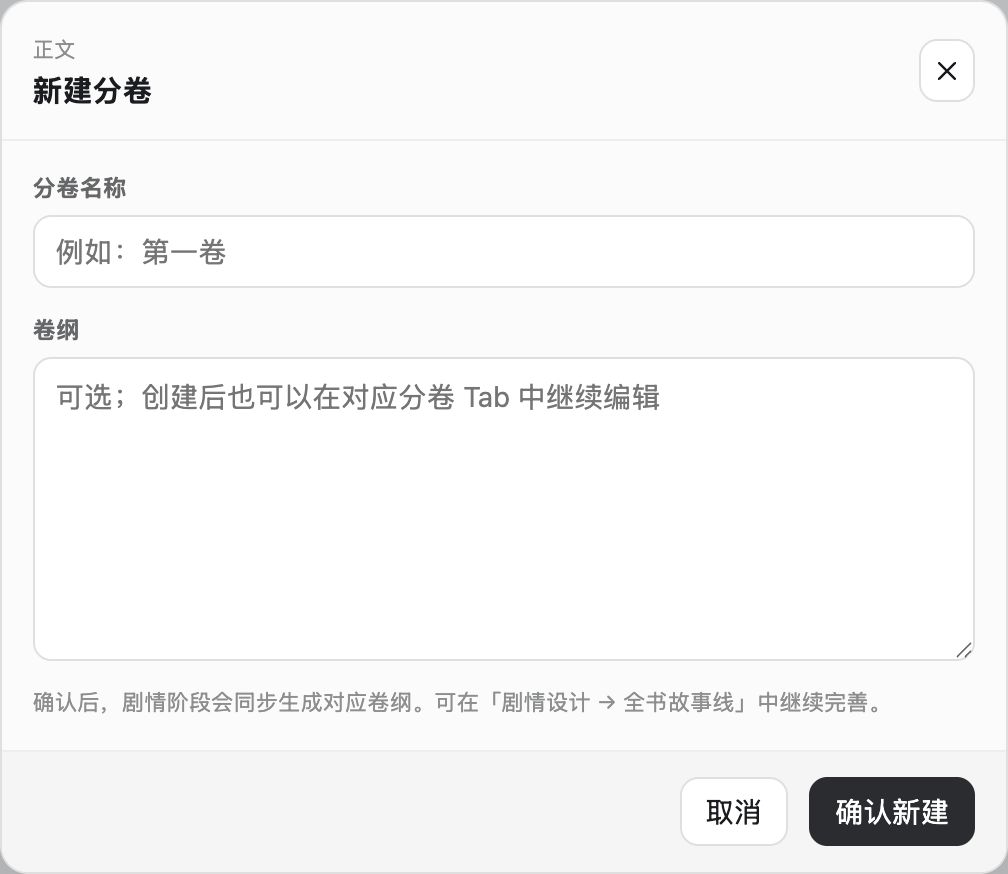 正文
新建分卷
分卷名称
例如：第一卷
卷纲
可选；创建后也可以在对应分卷 Tab 中继续编辑
确认后，剧情阶段会同步生成对应卷纲。可在「剧情设计 → 全书故事线」中继续完善。
取消
确认新建